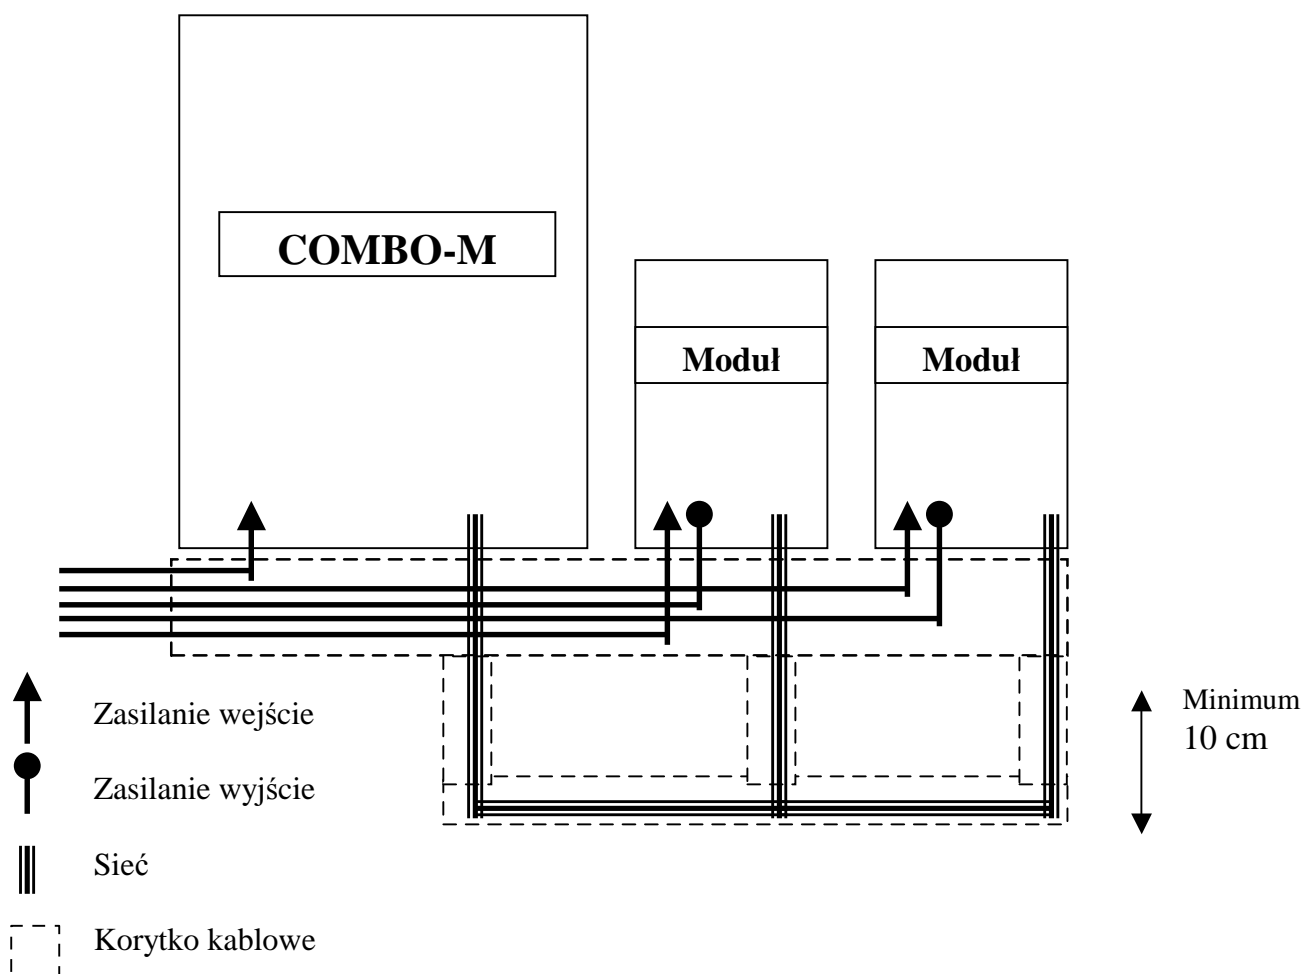 COMBO-M
Moduł
Moduł
Zasilanie wejście
Zasilanie wyjście
Sieć
Korytko kablowe
Minimum
10 cm